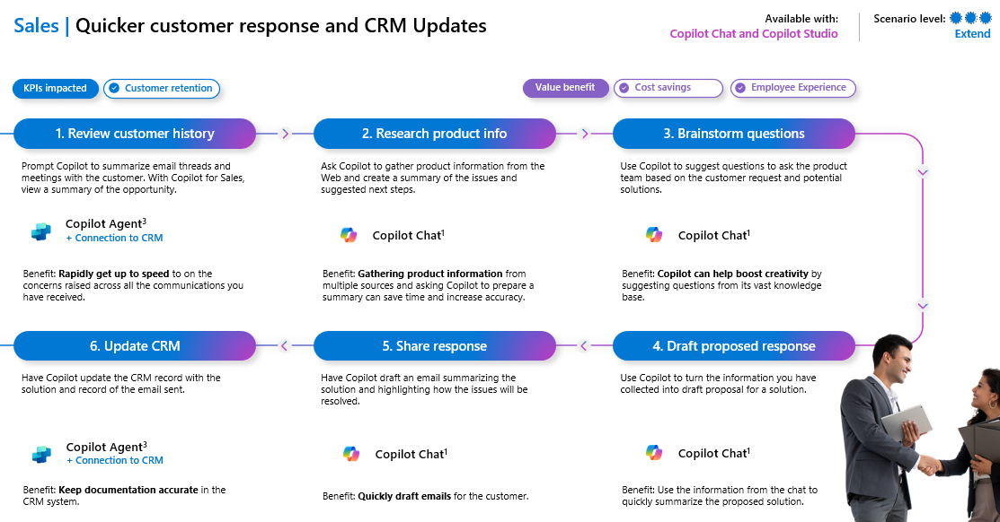 Sales | Quicker customer response and CRM Updates
Available with:
Copilot Chat and Copilot Studio
Scenario level:
Extend
KPIs impacted
Customer retention
Value benefit
Cost savings
Employee Experience
1. Review customer history
Prompt Copilot to summarize email threads and
meetings with the customer. With Copilot for Sales,
view a summary of the opportunity.
Copilot Agent3
+ Connection to CRM
Benefit: Rapidly get up to speed to on the
concerns raised across all the communications you
have received.
2. Research product info
Ask Copilot to gather product information from the
Web and create a summary of the issues and
suggested next steps.
Copilot Chat1
Benefit: Gathering product information from
multiple sources and asking Copilot to prepare a
summary can save time and increase accuracy.
3. Brainstorm questions
Use Copilot to suggest questions to ask the product
team based on the customer request and potential
solutions.
Copilot Chat1
Benefit: Copilot can help boost creativity by
suggesting questions from its vast knowledge
base.
4. Draft proposed response
Use Copilot to turn the information you have
collected into draft proposal for a solution.
Copilot Chat1
Benefit: Use the information from the chat to
quickly summarize the proposed solution.
5. Share response
Have Copilot draft an email summarizing the
solution and highlighting how the issues will be
resolved.
Copilot Chat1
Benefit: Quickly draft emails for the customer.
6. Update CRM
Have Copilot update the CRM record with the
solution and record of the email sent.
Copilot Agent3
+ Connection to CRM
Benefit: Keep documentation accurate in the
CRM system.